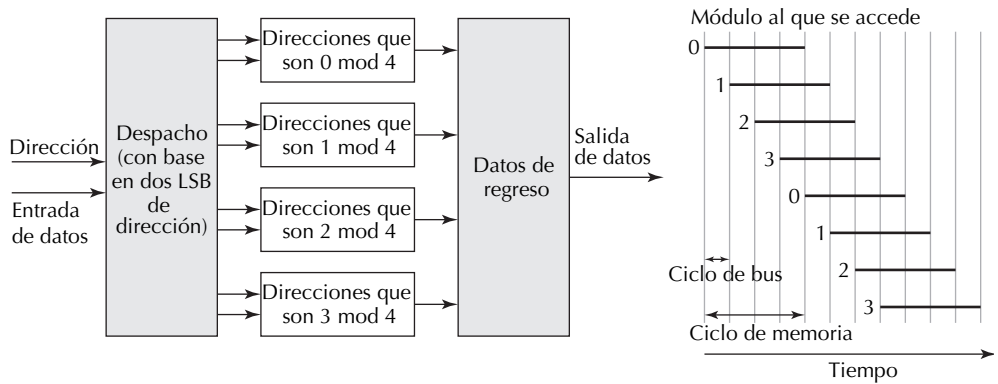 Dirección
Entrada
de datos
Despacho
(con base
en dos LSB
de
dirección)
Direcciones que
son 0 mod 4
Direcciones que
son 1 mod 4
Direcciones que
son 2 mod 4
Direcciones que
son 3 mod 4
Datos de
regreso
Salida
de datos
Módulo al que se accede
0
1
2
3
0
1
2
3
Ciclo de bus
Ciclo de memoria
Tiempo